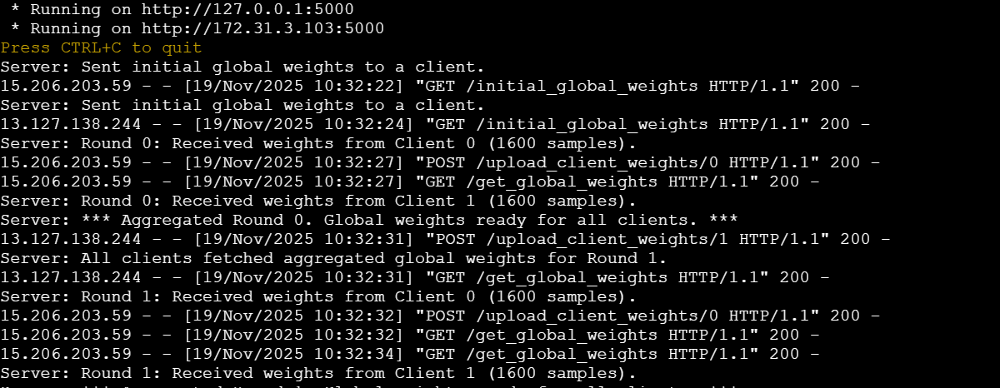 * Running on http://127.0.0.1:5000
* Running on http://172.31.3.103:5000
Press CTRL+C to quit
Server: Sent initial global weights to a client.
15.206.203.59 - - [19/Nov/2025 10:32:22] "GET /initial_global_weights HTTP/1.1" 200 -
Server: Sent initial global weights to a client.
13.127.138.244 - - [19/Nov/2025 10:32:24] "GET /initial_global_weights HTTP/1.1" 200 -
Server: Round 0: Received weights from Client 0 (1600 samples).
15.206.203.59 - - [19/Nov/2025 10:32:27] "POST /upload_client_weights/0 HTTP/1.1" 200 -
15.206.203.59 - - [19/Nov/2025 10:32:27] "GET /get_global_weights HTTP/1.1" 200 -
Server: Round 0: Received weights from Client 1 (1600 samples).
Server: *** Aggregated Round 0. Global weights ready for all clients. ***
13.127.138.244 - - [19/Nov/2025 10:32:31] "POST /upload_client_weights/1 HTTP/1.1" 200 -
Server: All clients fetched aggregated global weights for Round 1.
13.127.138.244 - - [19/Nov/2025 10:32:31] "GET /get_global_weights HTTP/1.1" 200 -
Server: Round 1: Received weights from Client 0 (1600 samples).
15.206.203.59 - - [19/Nov/2025 10:32:32] "POST /upload_client_weights/0 HTTP/1.1" 200 -
15.206.203.59 - - [19/Nov/2025 10:32:32] "GET /get_global_weights HTTP/1.1" 200 -
15.206.203.59 - - [19/Nov/2025 10:32:34] "GET /get_global_weights HTTP/1.1" 200 -
Server: Round 1: Received weights from Client 1 (1600 samples).